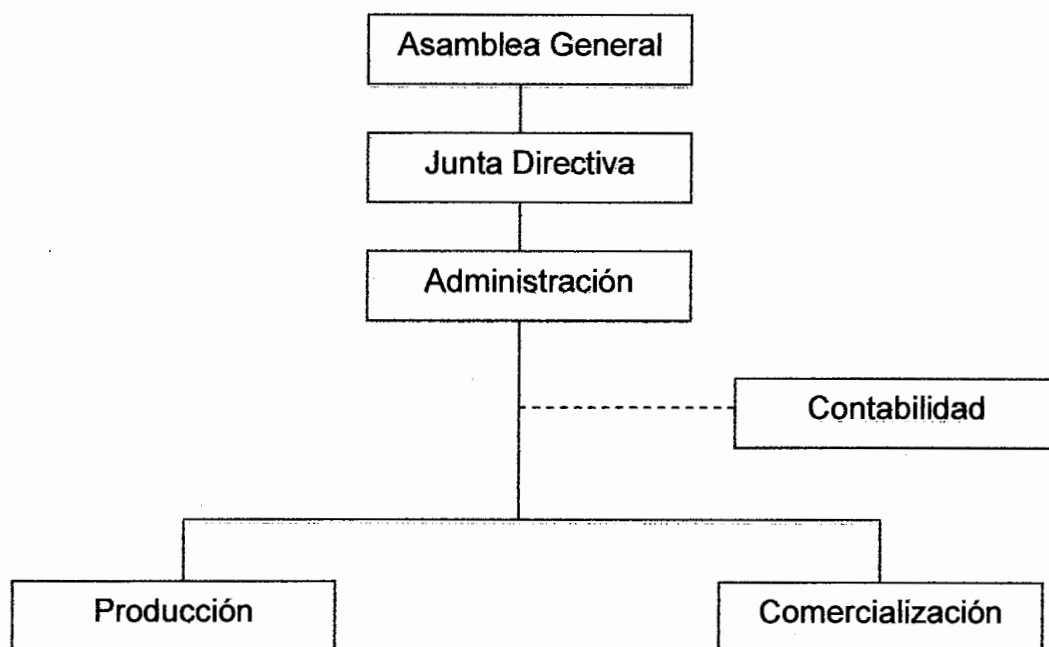 Asamblea General
Junta Directiva
Administración
Contabilidad
Producción
Comercialización